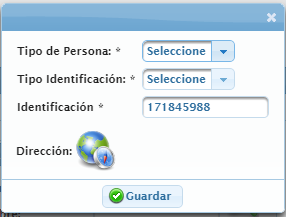 Tipo de Persona: * Seleccione
Tipo Identificación: * Seleccione
Identificación * 171845988
Dirección:
Guardar